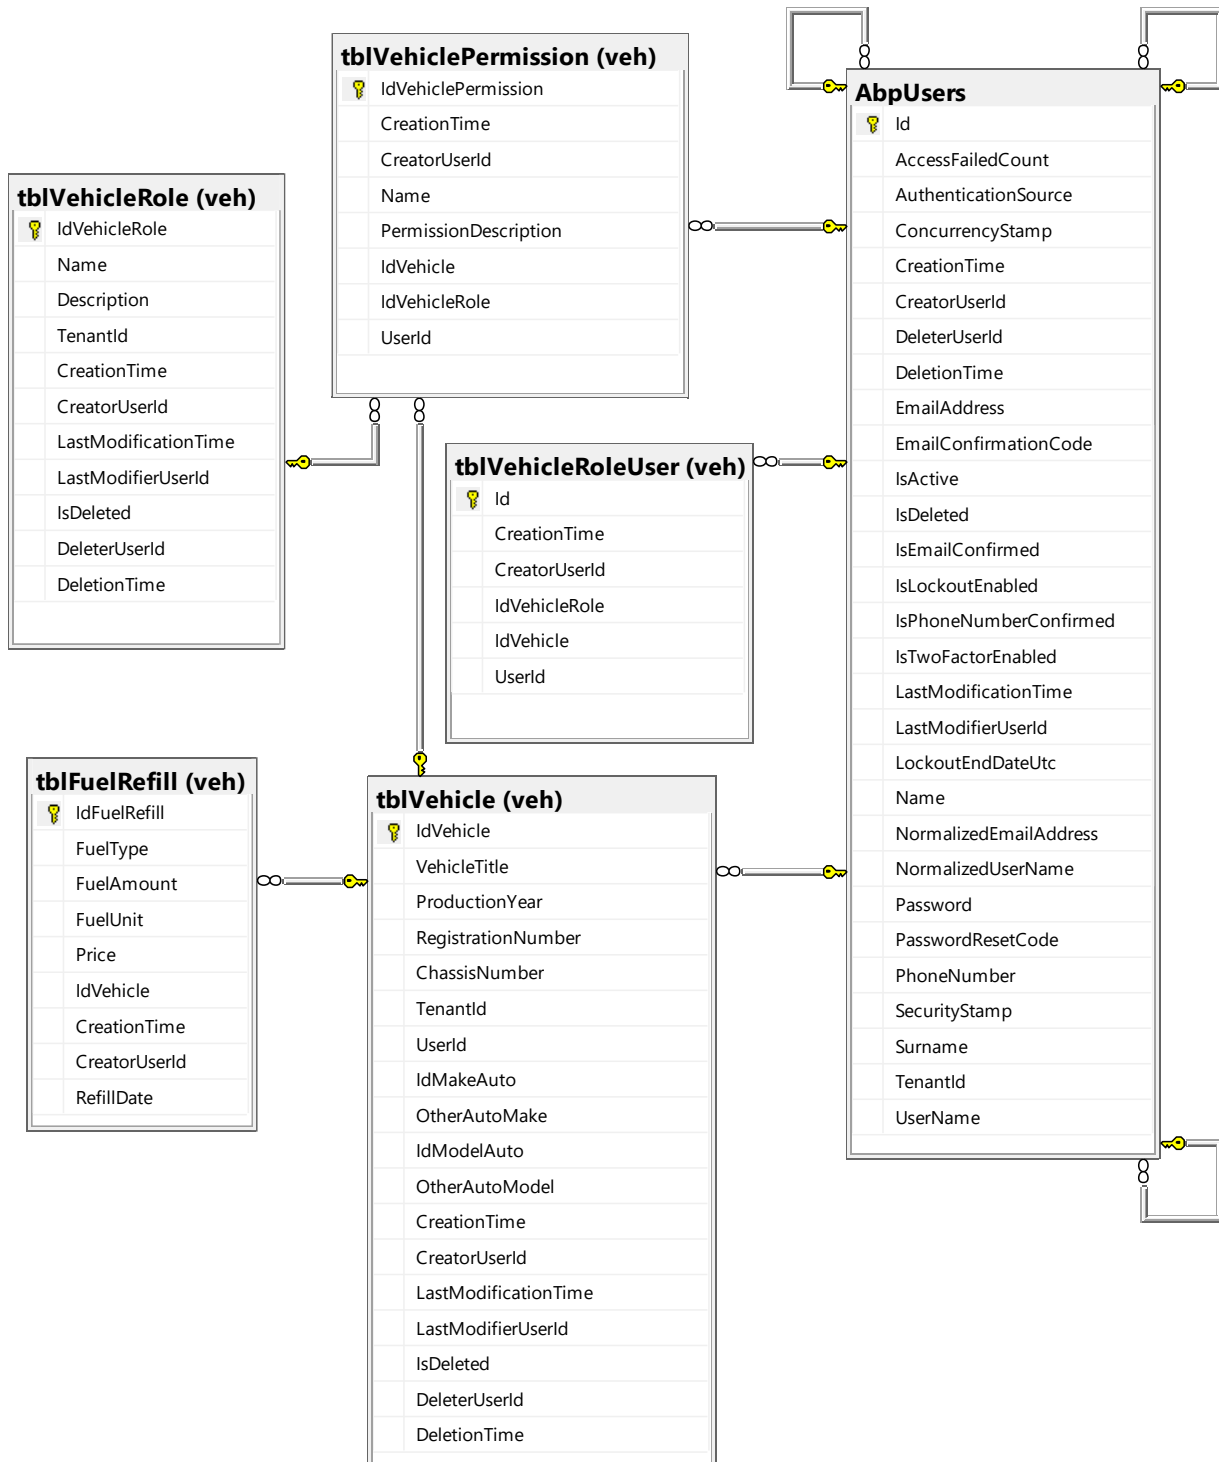 tblVehiclePermission (veh)
IdVehiclePermission
CreationTime
CreatorUserId
Name
PermissionDescription
IdVehicle
IdVehicleRole
UserId
AbpUsers
Id
AccessFailedCount
AuthenticationSource
ConcurrencyStamp
CreationTime
CreatorUserId
DeleterUserId
DeletionTime
EmailAddress
EmailConfirmationCode
IsActive
IsDeleted
IsEmailConfirmed
IsLockoutEnabled
IsPhoneNumberConfirmed
IsTwoFactorEnabled
LastModificationTime
LastModifierUserId
LockoutEndDateUtc
Name
NormalizedEmailAddress
NormalizedUserName
Password
PasswordResetCode
PhoneNumber
SecurityStamp
Surname
TenantId
UserName
tblVehicleRole (veh)
IdVehicleRole
Name
Description
TenantId
CreationTime
CreatorUserId
LastModificationTime
LastModifierUserId
IsDeleted
DeleterUserId
DeletionTime
tblVehicleRoleUser (veh)
Id
CreationTime
CreatorUserId
IdVehicleRole
IdVehicle
UserId
tblFuelRefill (veh)
IdFuelRefill
FuelType
FuelAmount
FuelUnit
Price
IdVehicle
CreationTime
CreatorUserId
RefillDate
tblVehicle (veh)
IdVehicle
VehicleTitle
ProductionYear
RegistrationNumber
ChassisNumber
TenantId
UserId
IdMakeAuto
OtherAutoMake
IdModelAuto
OtherAutoModel
CreationTime
CreatorUserId
LastModificationTime
LastModifierUserId
IsDeleted
DeleterUserId
DeletionTime